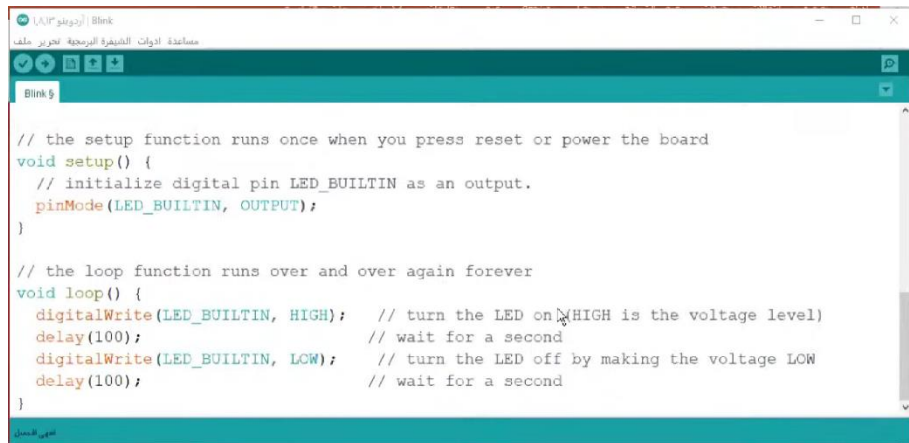 Blink | أردوينو ١,٨,١٣
ملف تحرير الشيفرة البرمجية ادوات مساعدة
Blink §
// the setup function runs once when you press reset or power the board
void setup() {
  // initialize digital pin LED_BUILTIN as an output.
  pinMode(LED_BUILTIN, OUTPUT);
}
// the loop function runs over and over again forever
void loop() {
  digitalWrite(LED_BUILTIN, HIGH);   // turn the LED on (HIGH is the voltage level)
  delay(100);                       // wait for a second
  digitalWrite(LED_BUILTIN, LOW);    // turn the LED off by making the voltage LOW
  delay(100);                       // wait for a second
}